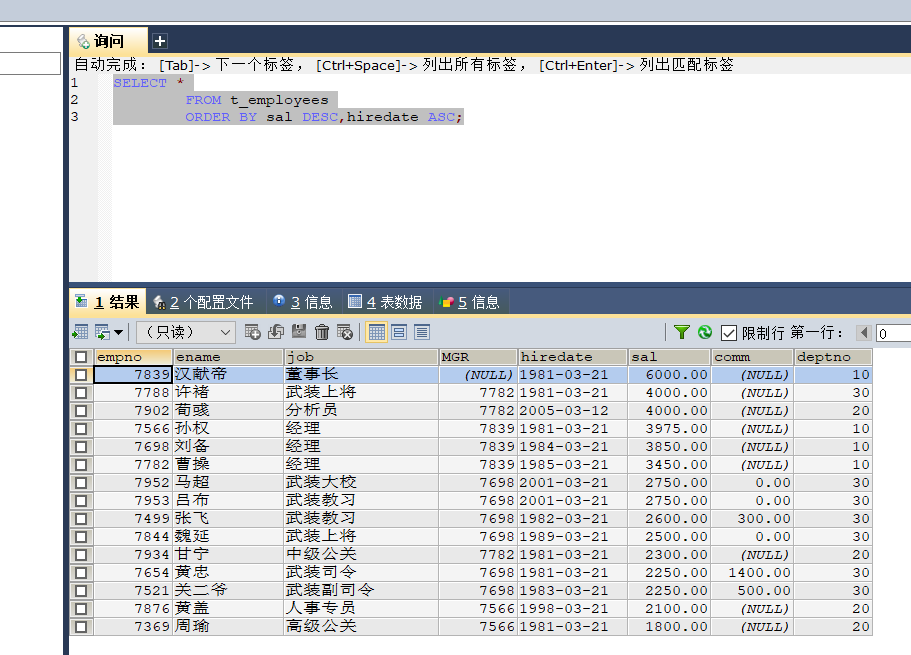 询问
自动完成： [Tab]-> 下一个标签， [Ctrl+Space]-> 列出所有标签， [Ctrl+Enter]-> 列出匹配标签
1 SELECT *
2 FROM t_employees
3 ORDER BY sal DESC,hiredate ASC;
1 结果 2 个配置文件 3 信息 4 表数据 5 信息
（只读） 限制行 第一行： 0
empno ename job MGR hiredate sal comm deptno
7839 汉献帝 董事长 (NULL) 1981-03-21 6000.00 (NULL) 10
7788 许褚 武装上将 7782 1981-03-21 4000.00 (NULL) 30
7902 荀彧 分析员 7782 2005-03-12 4000.00 (NULL) 20
7566 孙权 经理 7839 1981-03-21 3975.00 (NULL) 10
7698 刘备 经理 7839 1984-03-21 3850.00 (NULL) 10
7782 曹操 经理 7839 1985-03-21 3450.00 (NULL) 10
7952 马超 武装大校 7698 2001-03-21 2750.00 0.00 30
7953 吕布 武装教习 7698 2001-03-21 2750.00 0.00 30
7499 张飞 武装教习 7698 1982-03-21 2600.00 300.00 30
7844 魏延 武装上将 7698 1989-03-21 2500.00 0.00 30
7934 甘宁 中级公关 7782 1981-03-21 2300.00 (NULL) 20
7654 黄忠 武装司令 7698 1981-03-21 2250.00 1400.00 30
7521 关二爷 武装副司令 7698 1983-03-21 2250.00 500.00 30
7876 黄盖 人事专员 7566 1998-03-21 2100.00 (NULL) 20
7369 周瑜 高级公关 7566 1981-03-21 1800.00 (NULL) 20